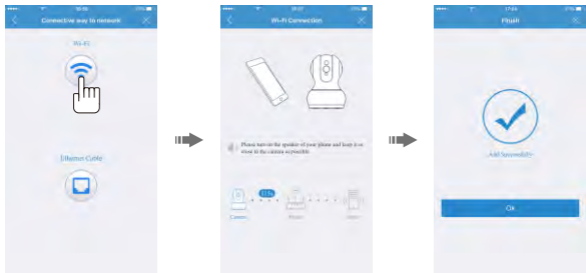 Connective way to network
Wi-Fi
Ethernet Cable
Wi-Fi Connection
Please turn on the speaker of your phone and keep it as
close to the camera as possible
Camera
Router
Finish
Add Successfully
Ok